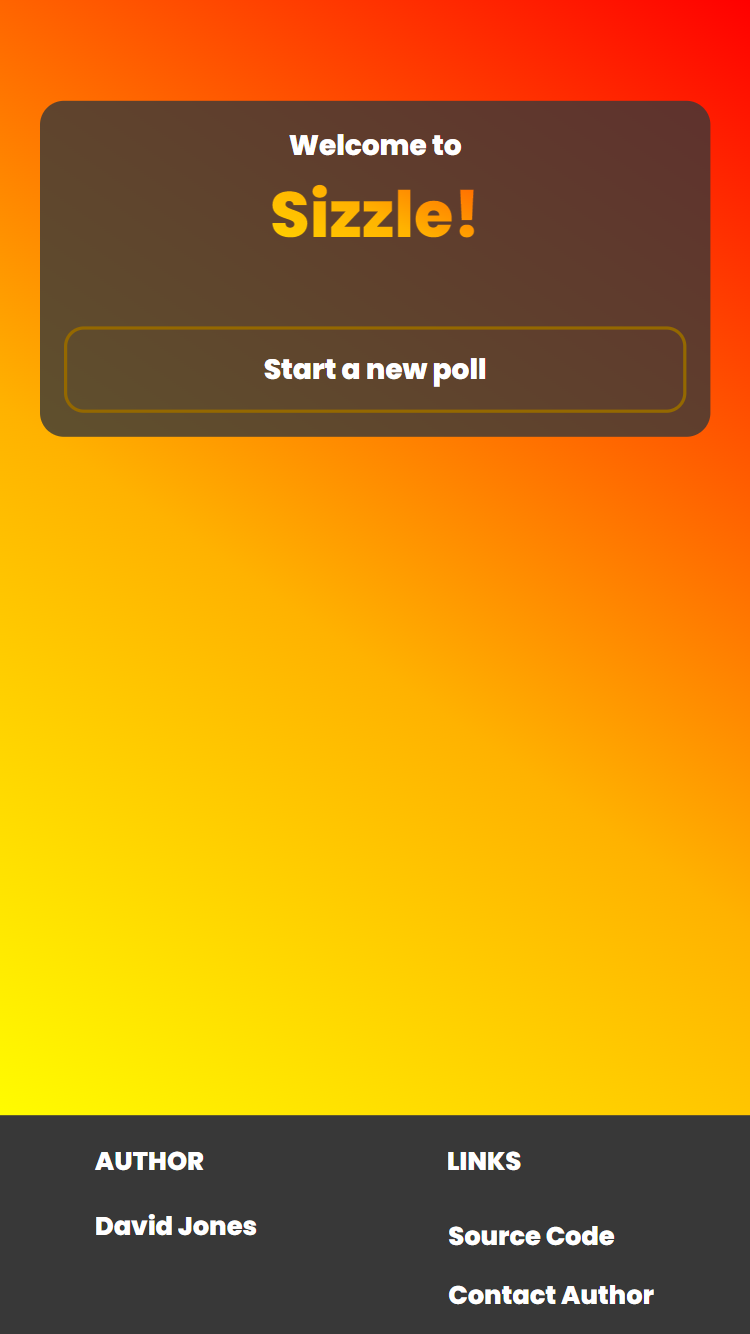 Welcome to
Sizzle!
Start a new poll
AUTHOR
David Jones
LINKS
Source Code
Contact Author